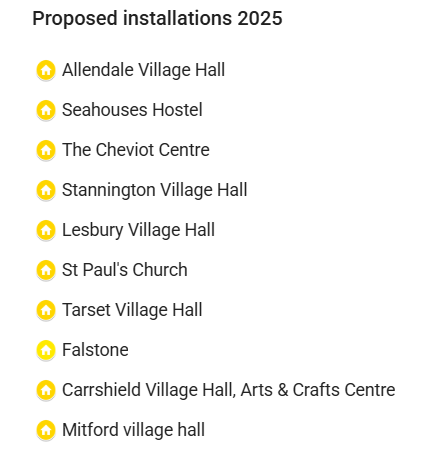 Proposed installations 2025
Allendale Village Hall
Seahouses Hostel
The Cheviot Centre
Stannington Village Hall
Lesbury Village Hall
St Paul's Church
Tarset Village Hall
Falstone
Carrshield Village Hall, Arts & Crafts Centre
Mitford village hall